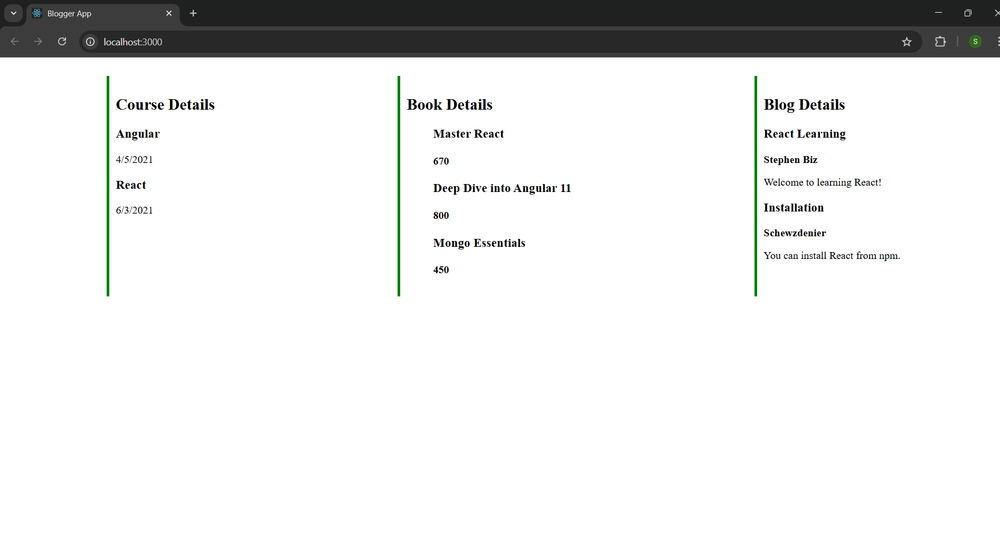 Blogger App
localhost:3000
S
Course Details
Angular
4/5/2021
React
6/3/2021
Book Details
Master React
670
Deep Dive into Angular 11
800
Mongo Essentials
450
Blog Details
React Learning
Stephen Biz
Welcome to learning React!
Installation
Schewzdenier
You can install React from npm.